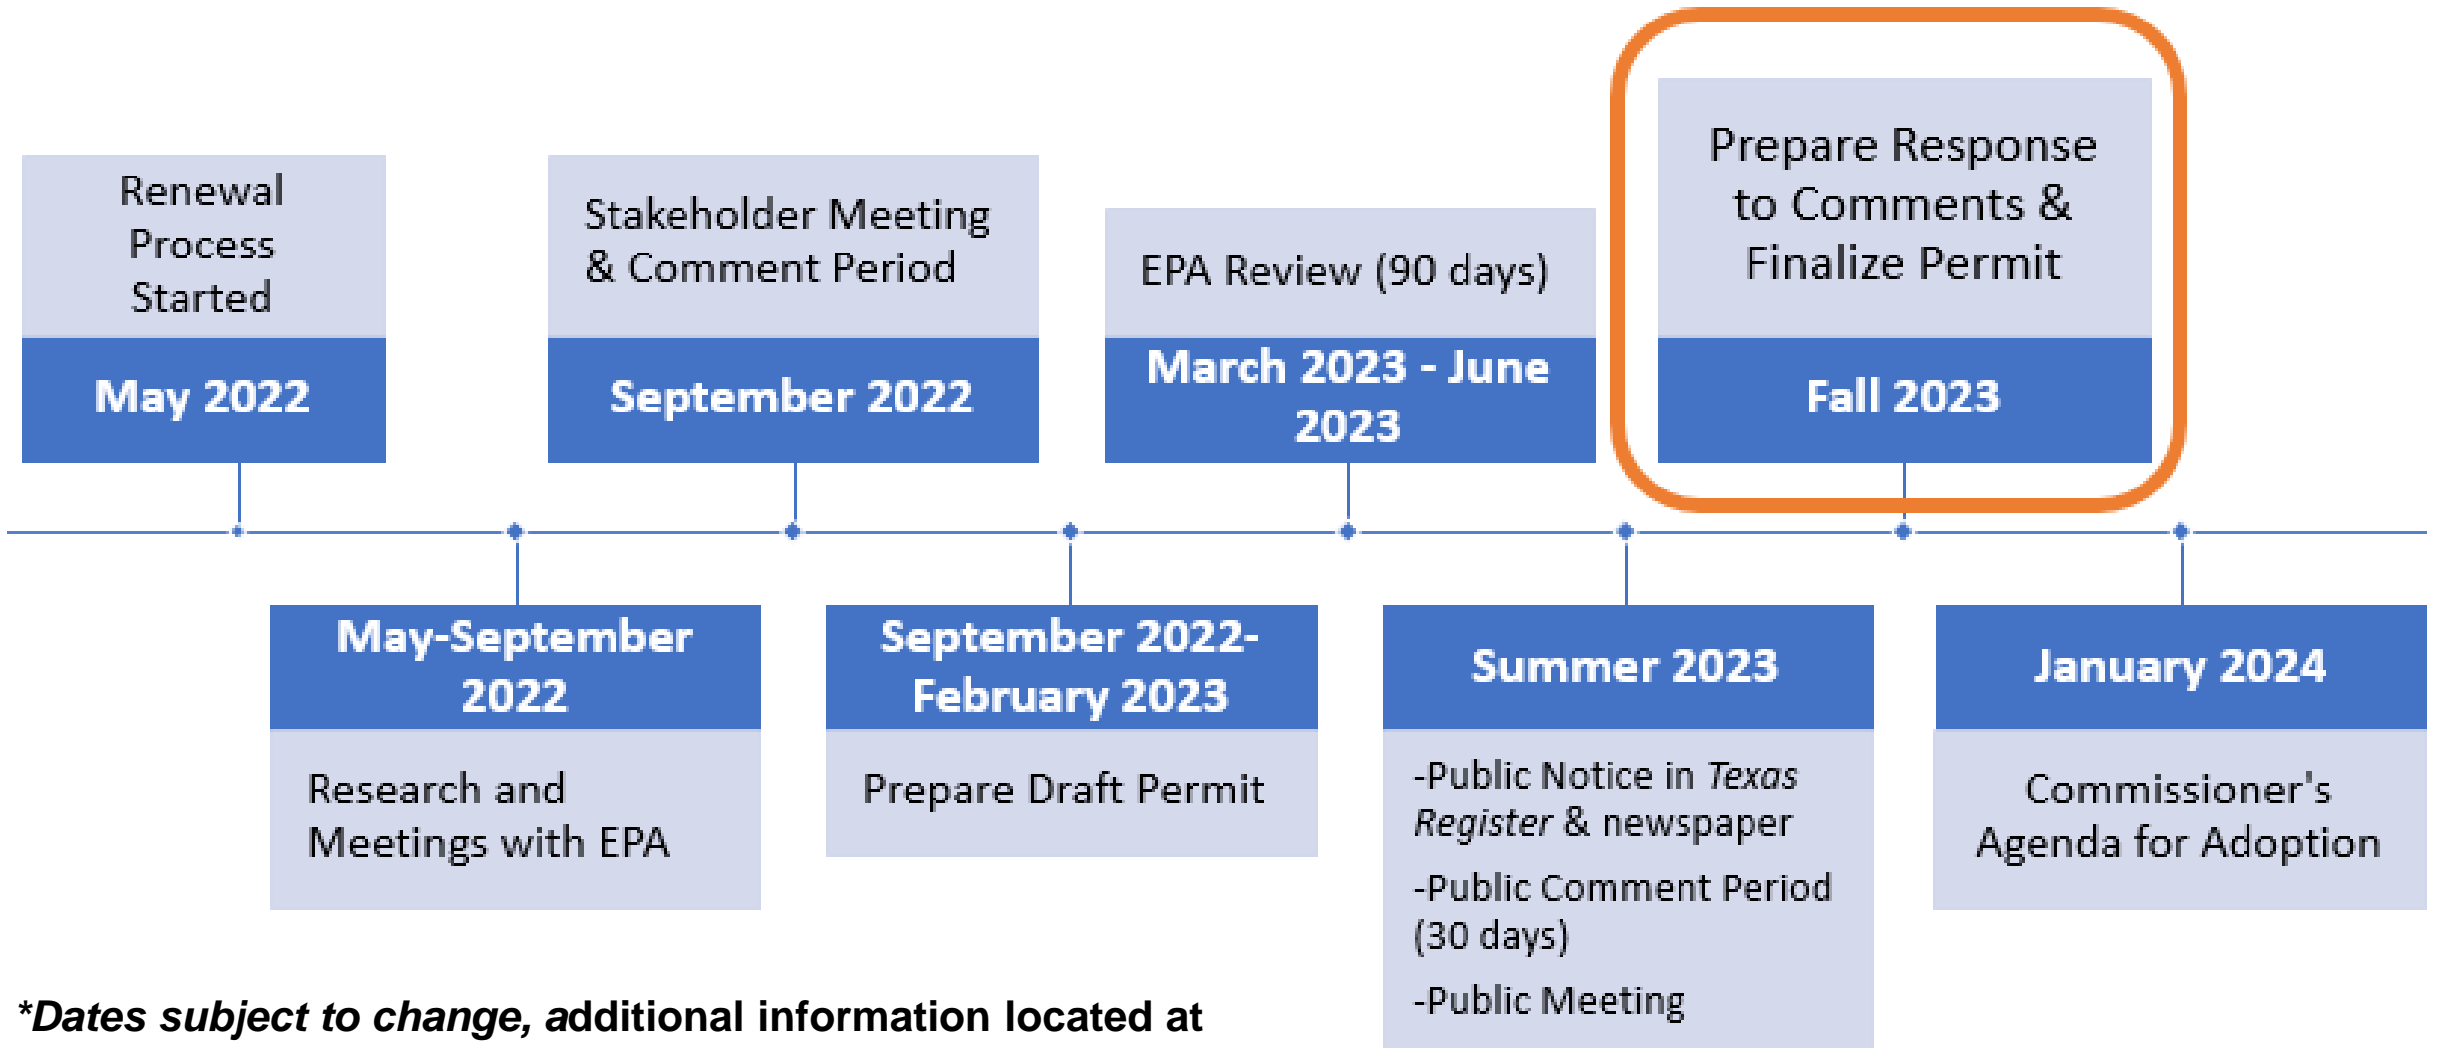 Renewal
Process
Started
May 2022
Stakeholder Meeting
& Comment Period
September 2022
EPA Review (90 days)
March 2023 - June
2023
Prepare Response
to Comments &
Finalize Permit
Fall 2023
May-September
2022
Research and
Meetings with EPA
September 2022-
February 2023
Prepare Draft Permit
Summer 2023
-Public Notice in Texas
Register & newspaper
-Public Comment Period
(30 days)
-Public Meeting
January 2024
Commissioner's
Agenda for Adoption
*Dates subject to change, additional information located at